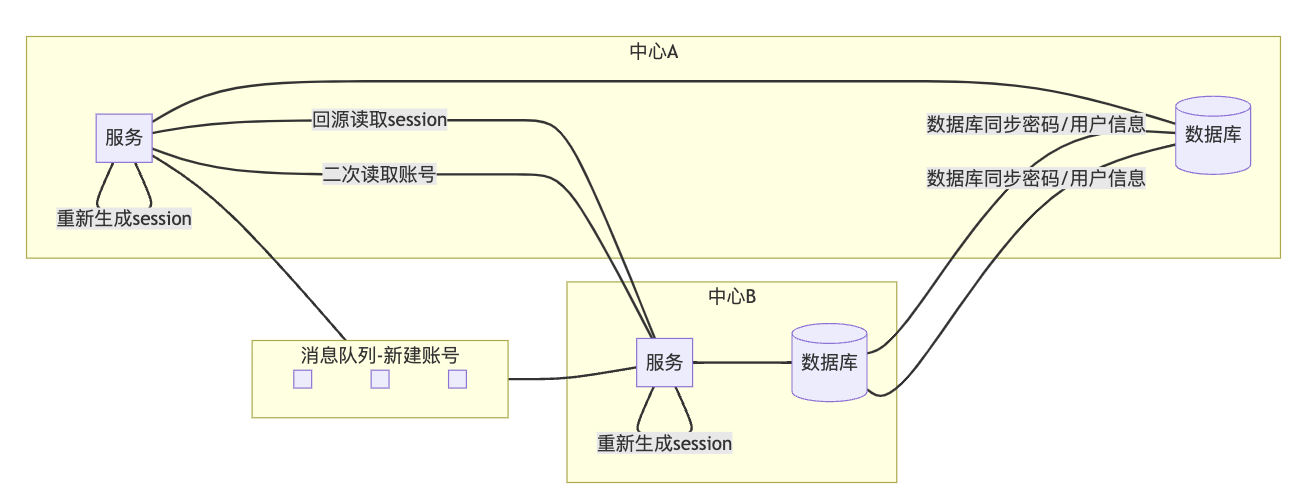 中心A
服务
回源读取session
二次读取账号
重新生成session
数据库同步密码/用户信息
数据库同步密码/用户信息
数据库
中心B
消息队列-新建账号
服务
数据库
重新生成session